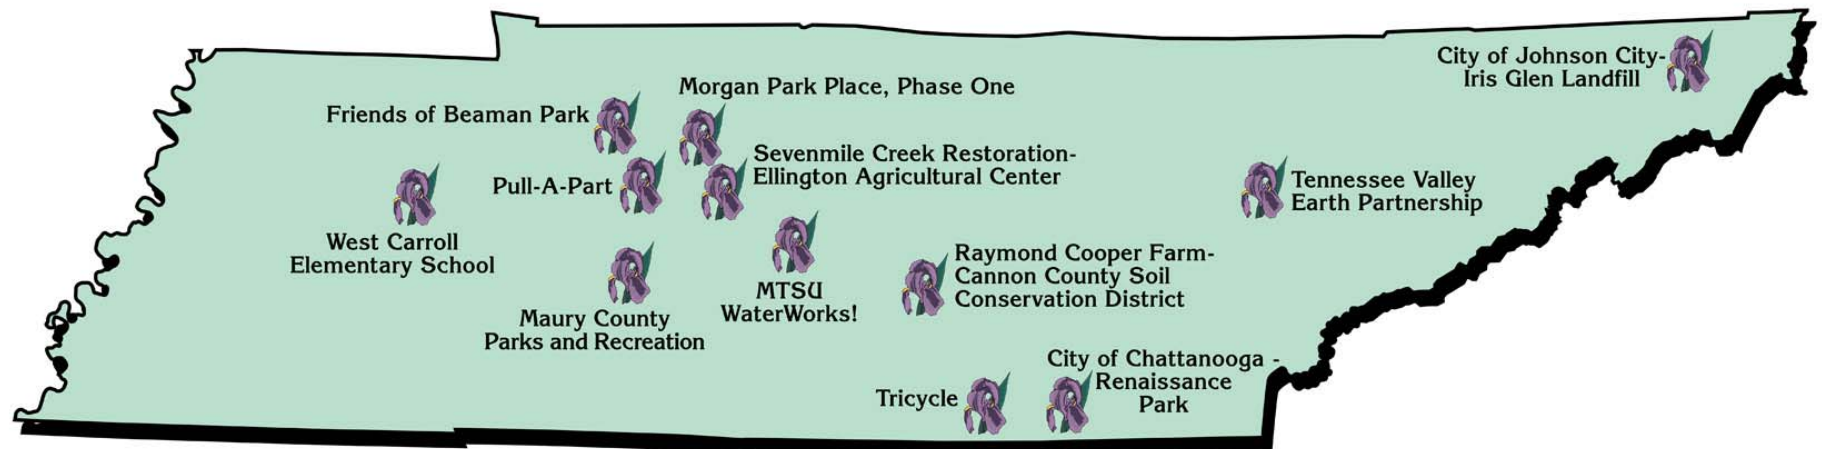 City of Johnson City-
Iris Glen Landfill
Morgan Park Place, Phase One
Friends of Beaman Park
Sevenmile Creek Restoration-
Ellington Agricultural Center
Pull-A-Part
Tennessee Valley
Earth Partnership
West Carroll
Elementary School
Raymond Cooper Farm-
Cannon County Soil
Conservation District
MTSU
WaterWorks!
Maury County
Parks and Recreation
City of Chattanooga -
Renaissance
Park
Tricycle